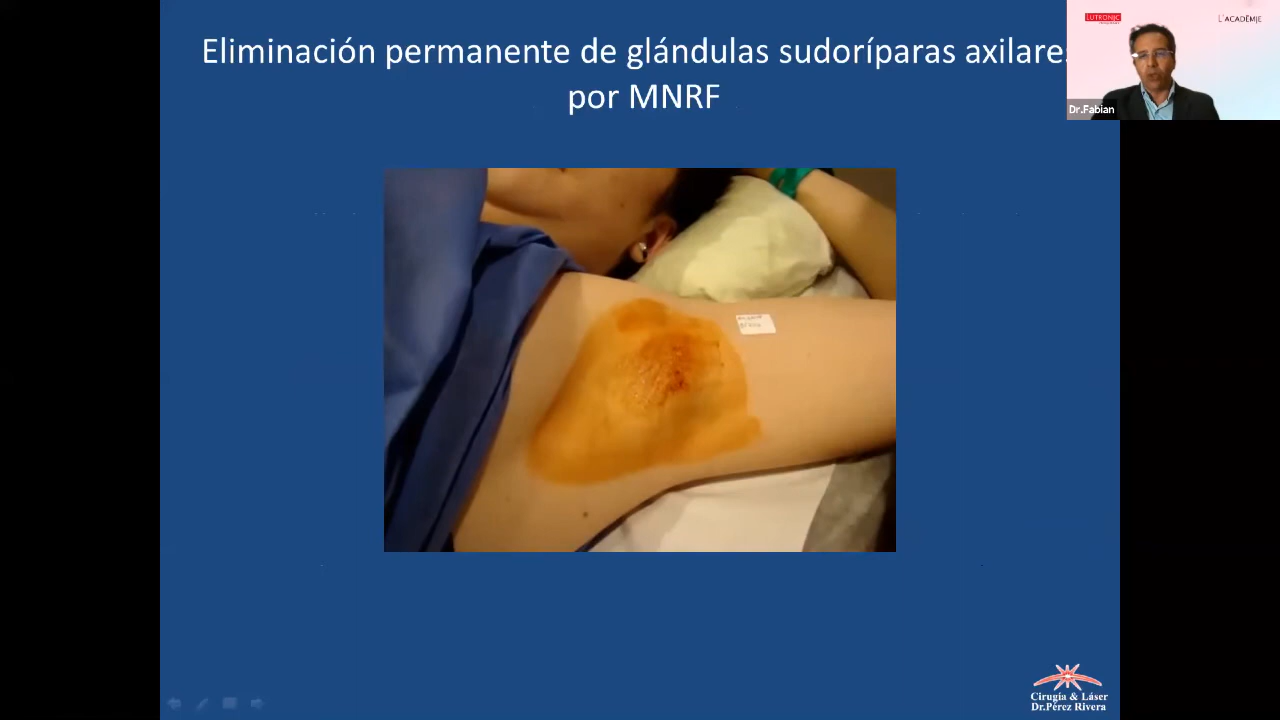 Eliminación permanente de glándulas sudoríparas axilares
por MNRF
LUTRONIC
L'ACADÉMIE
Dr.Fabian
Cirugía & Láser
Dr.Pérez Rivera